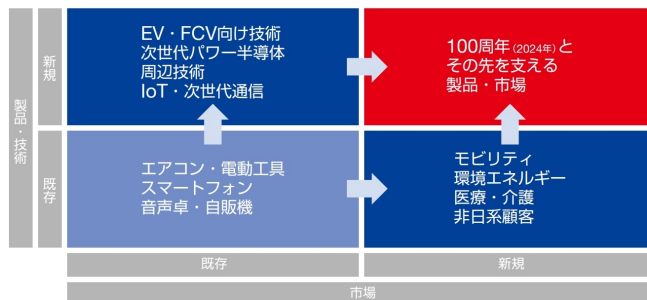 製品・技術
新規
EV・FCV向け技術
次世代パワー半導体
周辺技術
IoT・次世代通信
100周年(2024年)と
その先を支える
製品・市場
既存
エアコン・電動工具
スマートフォン
音声卓・自販機
モビリティ
環境エネルギー
医療・介護
非日系顧客
既存
新規
市場